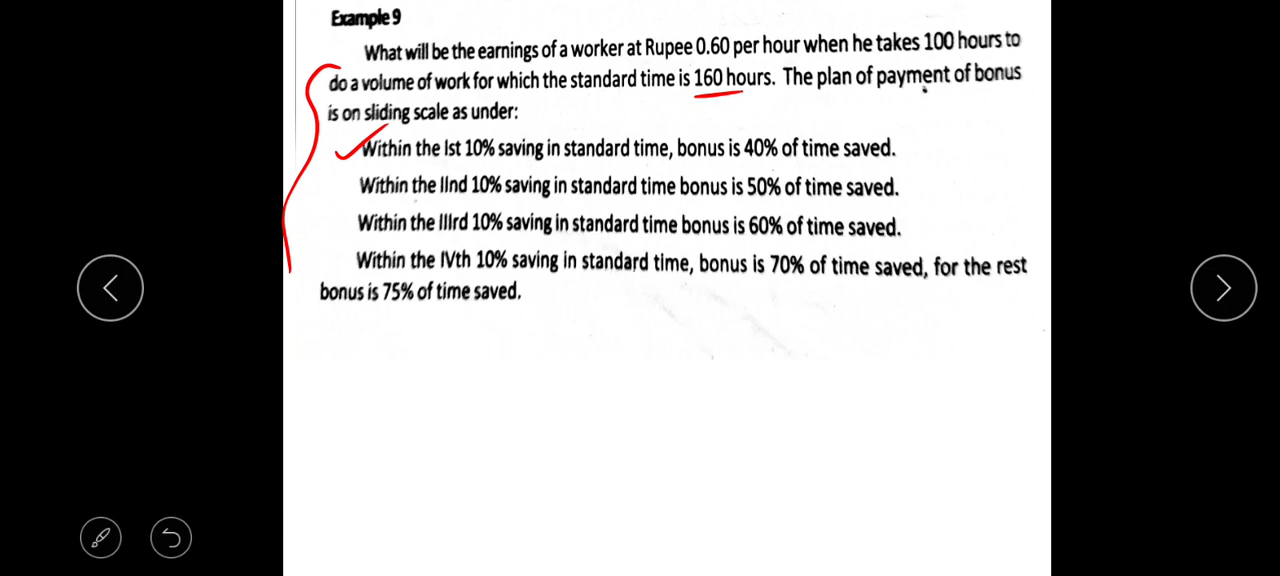 Example 9
What will be the earnings of a worker at Rupee 0.60 per hour when he takes 100 hours to
do a volume of work for which the standard time is 160 hours. The plan of payment of bonus
is on sliding scale as under:
Within the Ist 10% saving in standard time, bonus is 40% of time saved.
Within the IInd 10% saving in standard time bonus is 50% of time saved.
Within the IIIrd 10% saving in standard time bonus is 60% of time saved.
Within the IVth 10% saving in standard time, bonus is 70% of time saved, for the rest
bonus is 75% of time saved.